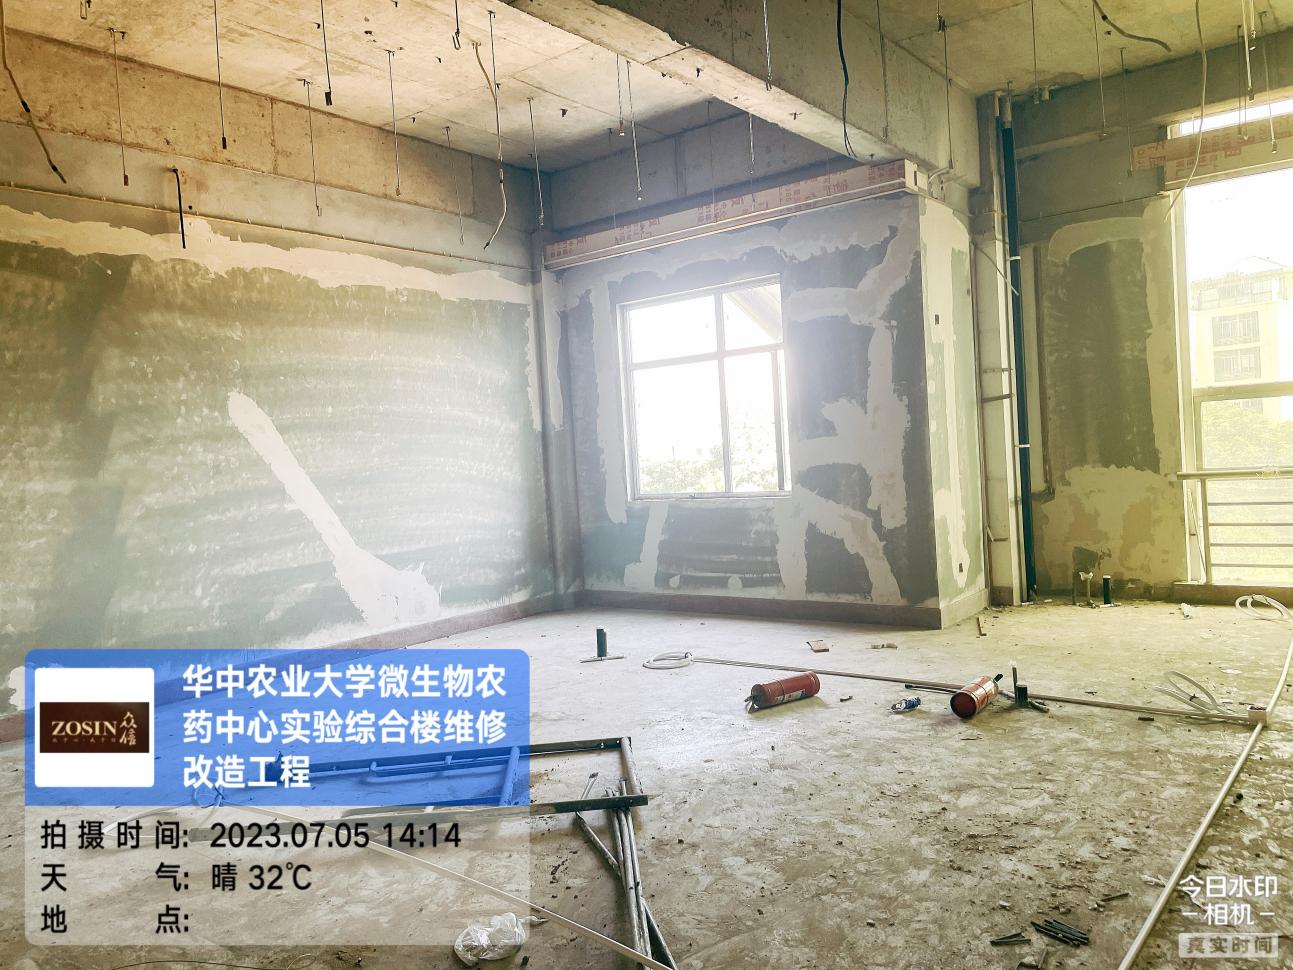 ZOSIN 众信
华中农业大学微生物农
药中心实验综合楼维修
改造工程
拍摄时间: 2023.07.05 14:14
天气: 晴 32℃
地点:
今日水印
-相机-
真实时间